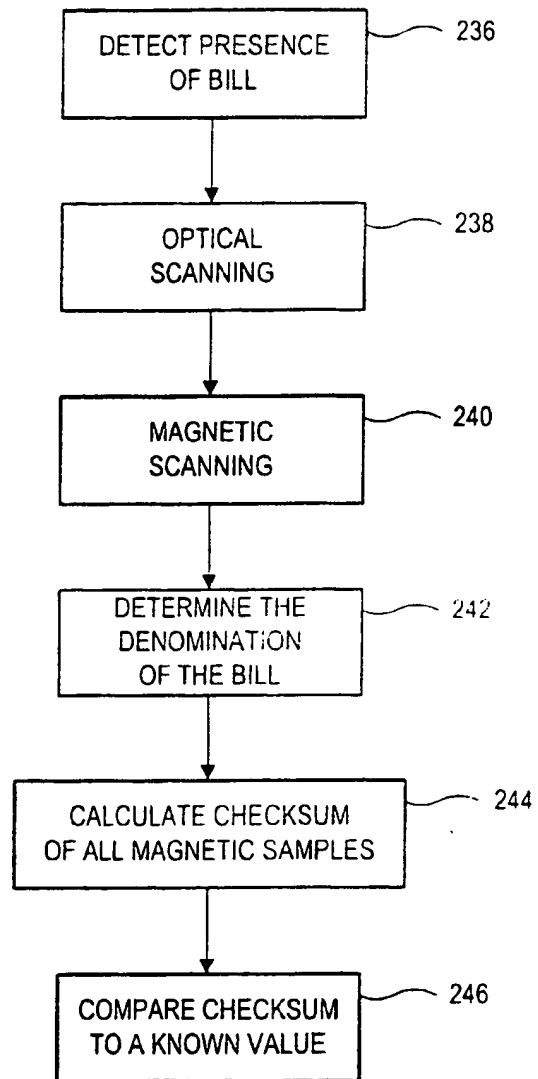 DETECT PRESENCE
OF BILL
236
OPTICAL
SCANNING
238
MAGNETIC
SCANNING
240
DETERMINE THE
DENOMINATION
OF THE BILL
242
CALCULATE CHECKSUM
OF ALL MAGNETIC SAMPLES
244
COMPARE CHECKSUM
TO A KNOWN VALUE
246